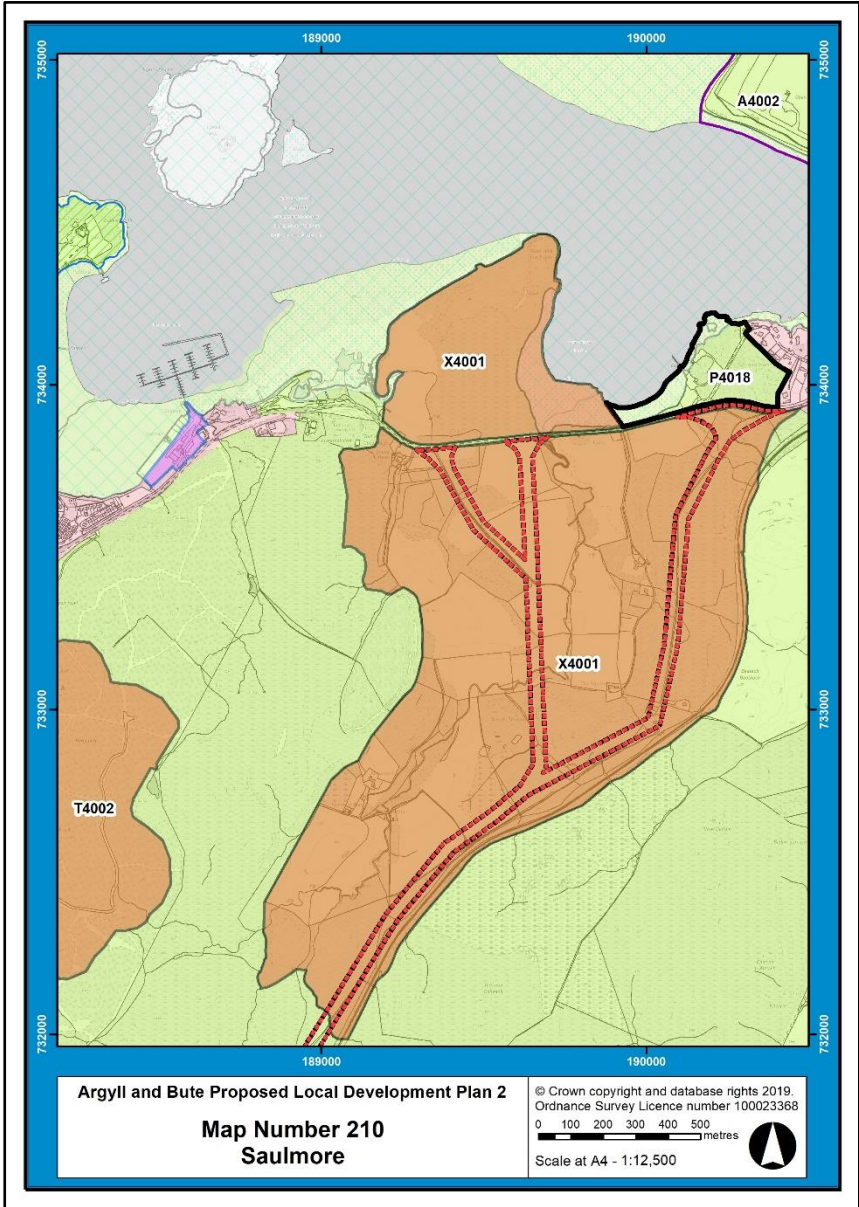 189000
190000
735000
735000
A4002
X4001
734000
P4018
734000
X4001
733000
733000
T4002
732000
732000
189000
190000
Argyll and Bute Proposed Local Development Plan 2
Map Number 210
Saulmore
© Crown copyright and database rights 2019.
Ordnance Survey Licence number 100023368
0 100 200 300 400 500
metres
Scale at A4 - 1:12,500